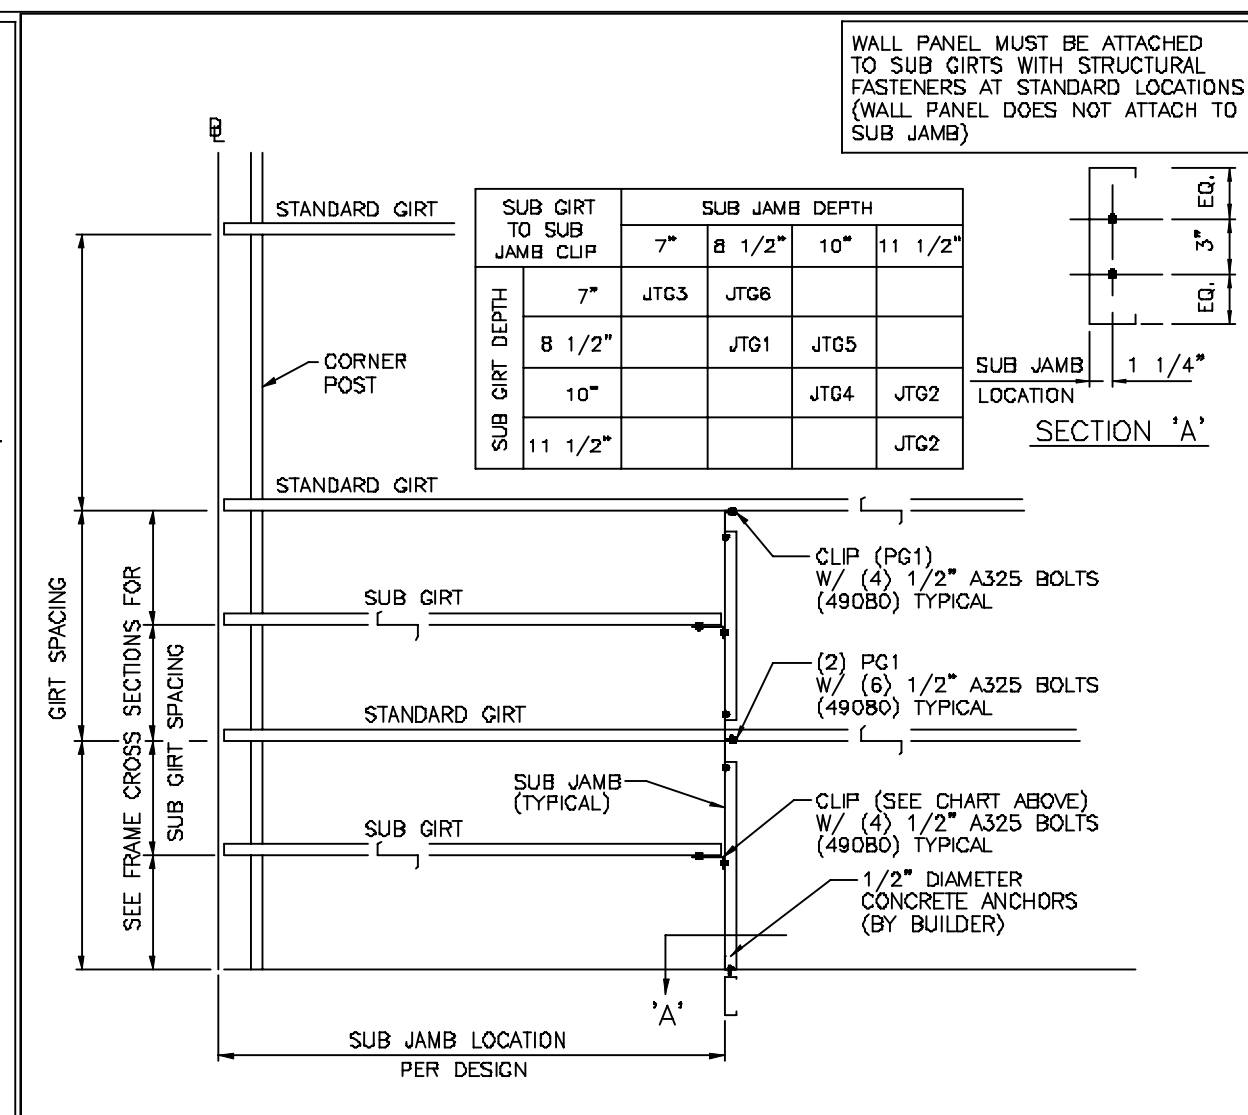 WALL PANEL MUST BE ATTACHED
TO SUB GIRTS WITH STRUCTURAL
FASTENERS AT STANDARD LOCATIONS
(WALL PANEL DOES NOT ATTACH TO
SUB JAMB)
STANDARD GIRT
SUB GIRT
TO SUB
JAMB CLIP
SUB JAMB DEPTH
7" 8 1/2" 10" 11 1/2"
SUB GIRT DEPTH
7" JTG3 JTG6
8 1/2" JTG1 JTG5
10" JTG4 JTG2
11 1/2" JTG2
EQ.
3"
EQ.
SUB JAMB
LOCATION
1 1/4"
SECTION 'A'
CORNER
POST
STANDARD GIRT
CLIP (PG1)
W/ (4) 1/2" A325 BOLTS
(49080) TYPICAL
SUB GIRT
GIRT SPACING
SEE FRAME CROSS SECTIONS FOR
SUB GIRT SPACING
(2) PG1
W/ (6) 1/2" A325 BOLTS
(49080) TYPICAL
STANDARD GIRT
SUB JAMB
(TYPICAL)
CLIP (SEE CHART ABOVE)
W/ (4) 1/2" A325 BOLTS
(49080) TYPICAL
SUB GIRT
1/2" DIAMETER
CONCRETE ANCHORS
(BY BUILDER)
'A'
SUB JAMB LOCATION
PER DESIGN